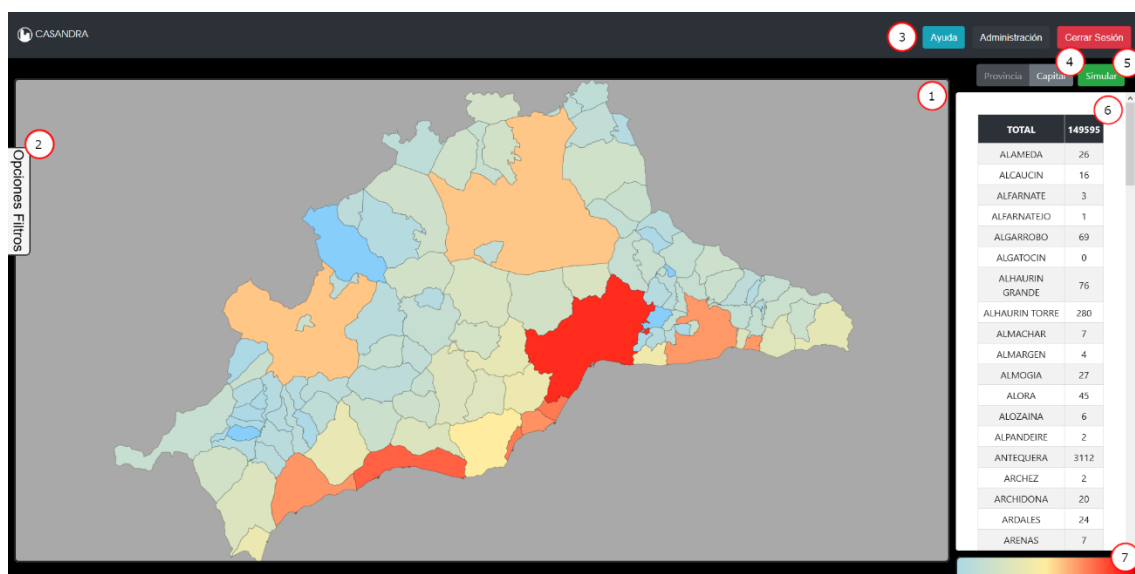 CASANDRA
3
Ayuda
Administración
Cerrar Sesión
Provincia
Capital
4
Simular
5
1
2
Opciones Filtros
6
TOTAL 149595
ALAMEDA 26
ALCAUCIN 16
ALFARNATE 3
ALFARNATEJO 1
ALGARROBO 69
ALGATOCIN 0
ALHAURIN
GRANDE 76
ALHAURIN TORRE 280
ALMACHAR 7
ALMARGEN 4
ALMOGIA 27
ALORA 45
ALOZAINA 6
ALPANDEIRE 2
ANTEQUERA 3112
ARCHEZ 2
ARCHIDONA 20
ARDALES 24
ARENAS 7
7